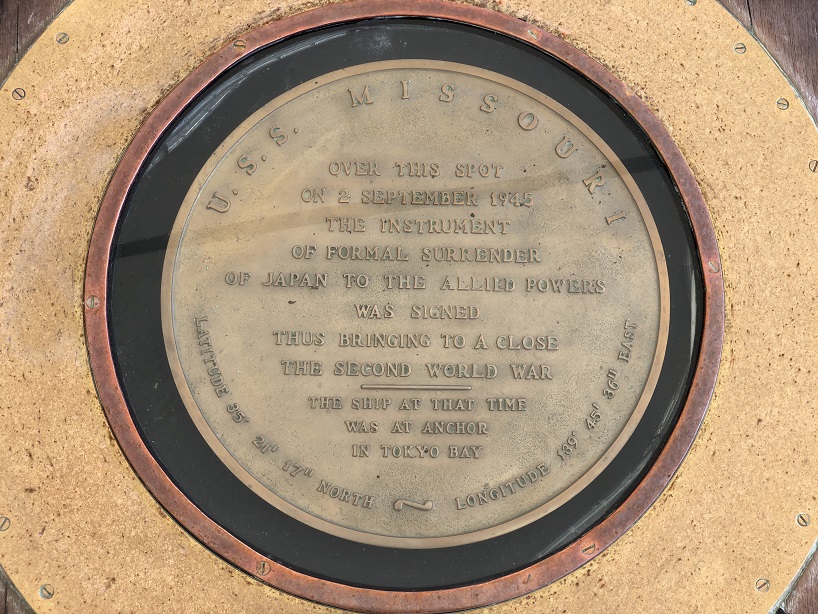 U.S.S. MISSOURI
OVER THIS SPOT
ON 2 SEPTEMBER 1945
THE INSTRUMENT
OF FORMAL SURRENDER
OF JAPAN TO THE ALLIED POWERS
WAS SIGNED
THUS BRINGING TO A CLOSE
THE SECOND WORLD WAR
THE SHIP AT THAT TIME
WAS AT ANCHOR
IN TOKYO BAY
LATITUDE 35° 21' 17" NORTH ~ LONGITUDE 139° 45' 36" EAST